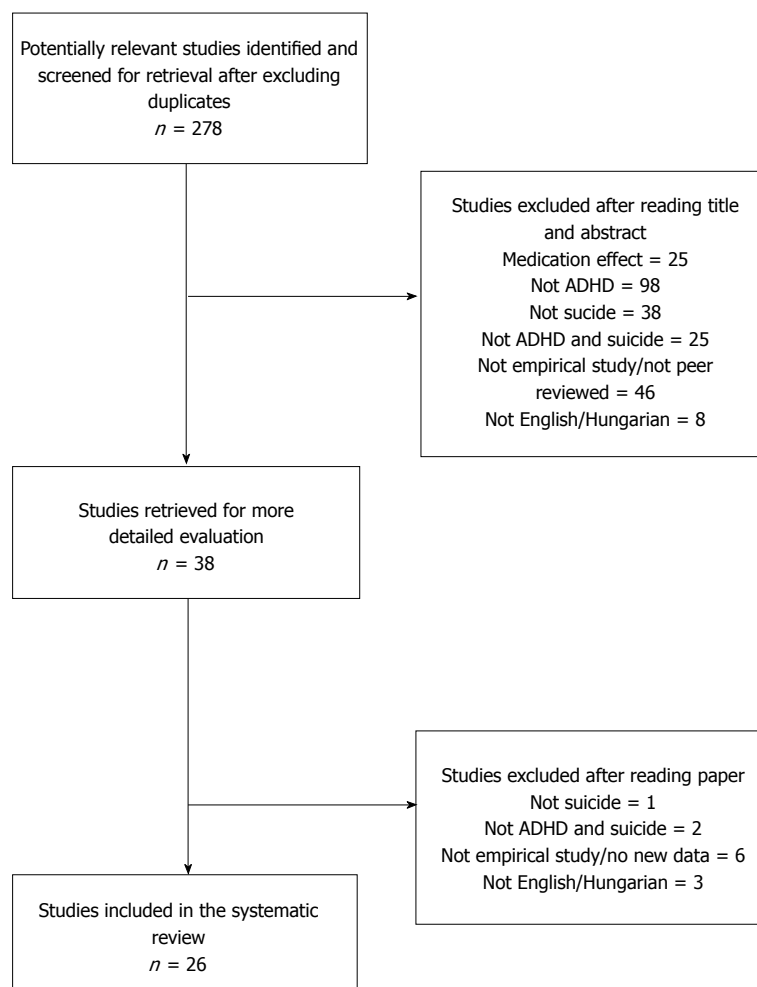 Potentially relevant studies identified and
screened for retrieval after excluding
duplicates
n = 278
Studies excluded after reading title
and abstract
Medication effect = 25
Not ADHD = 98
Not sucide = 38
Not ADHD and suicide = 25
Not empirical study/not peer
reviewed = 46
Not English/Hungarian = 8
Studies retrieved for more
detailed evaluation
n = 38
Studies excluded after reading paper
Not suicide = 1
Not ADHD and suicide = 2
Not empirical study/no new data = 6
Not English/Hungarian = 3
Studies included in the systematic
review
n = 26